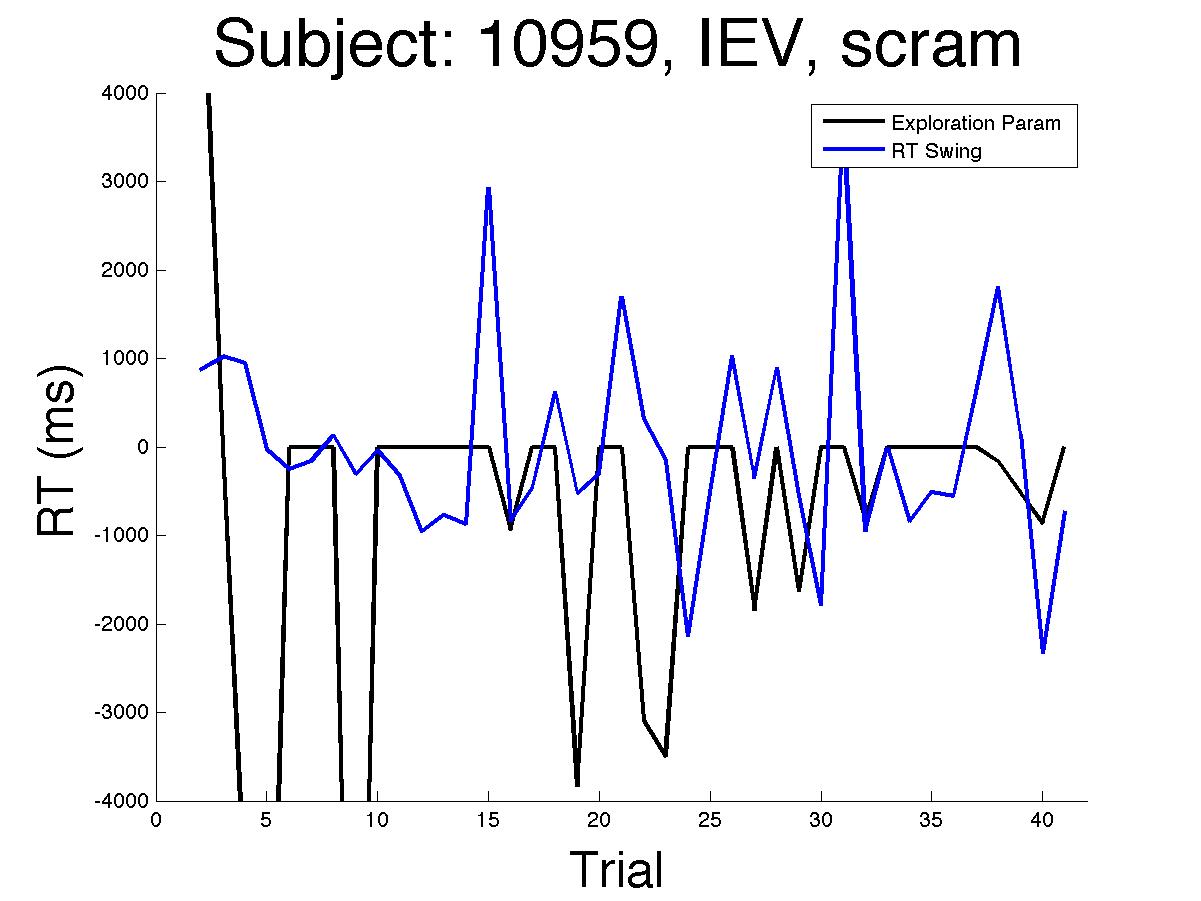 Subject: 10959, IEV, scram
Exploration Param
RT Swing
4000
3000
2000
1000
0
-1000
-2000
-3000
-4000
RT (ms)
0 5 10 15 20 25 30 35 40
Trial